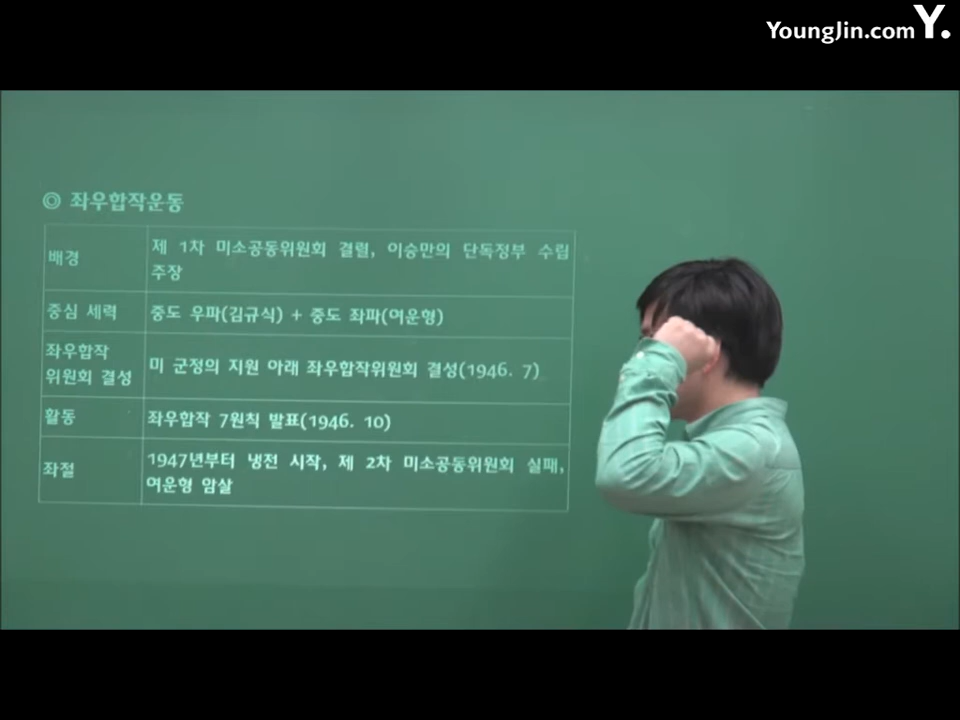 YoungJin.com Y.
◎ 좌우합작운동
배경
제 1차 미소공동위원회 결렬, 이승만의 단독정부 수립
주장
중심 세력
중도 우파(김규식) + 중도 좌파(여운형)
좌우합작
위원회 결성
미 군정의 지원 아래 좌우합작위원회 결성(1946. 7)
활동
좌우합작 7원칙 발표(1946. 10)
좌절
1947년부터 냉전 시작, 제 2차 미소공동위원회 실패,
여운형 암살